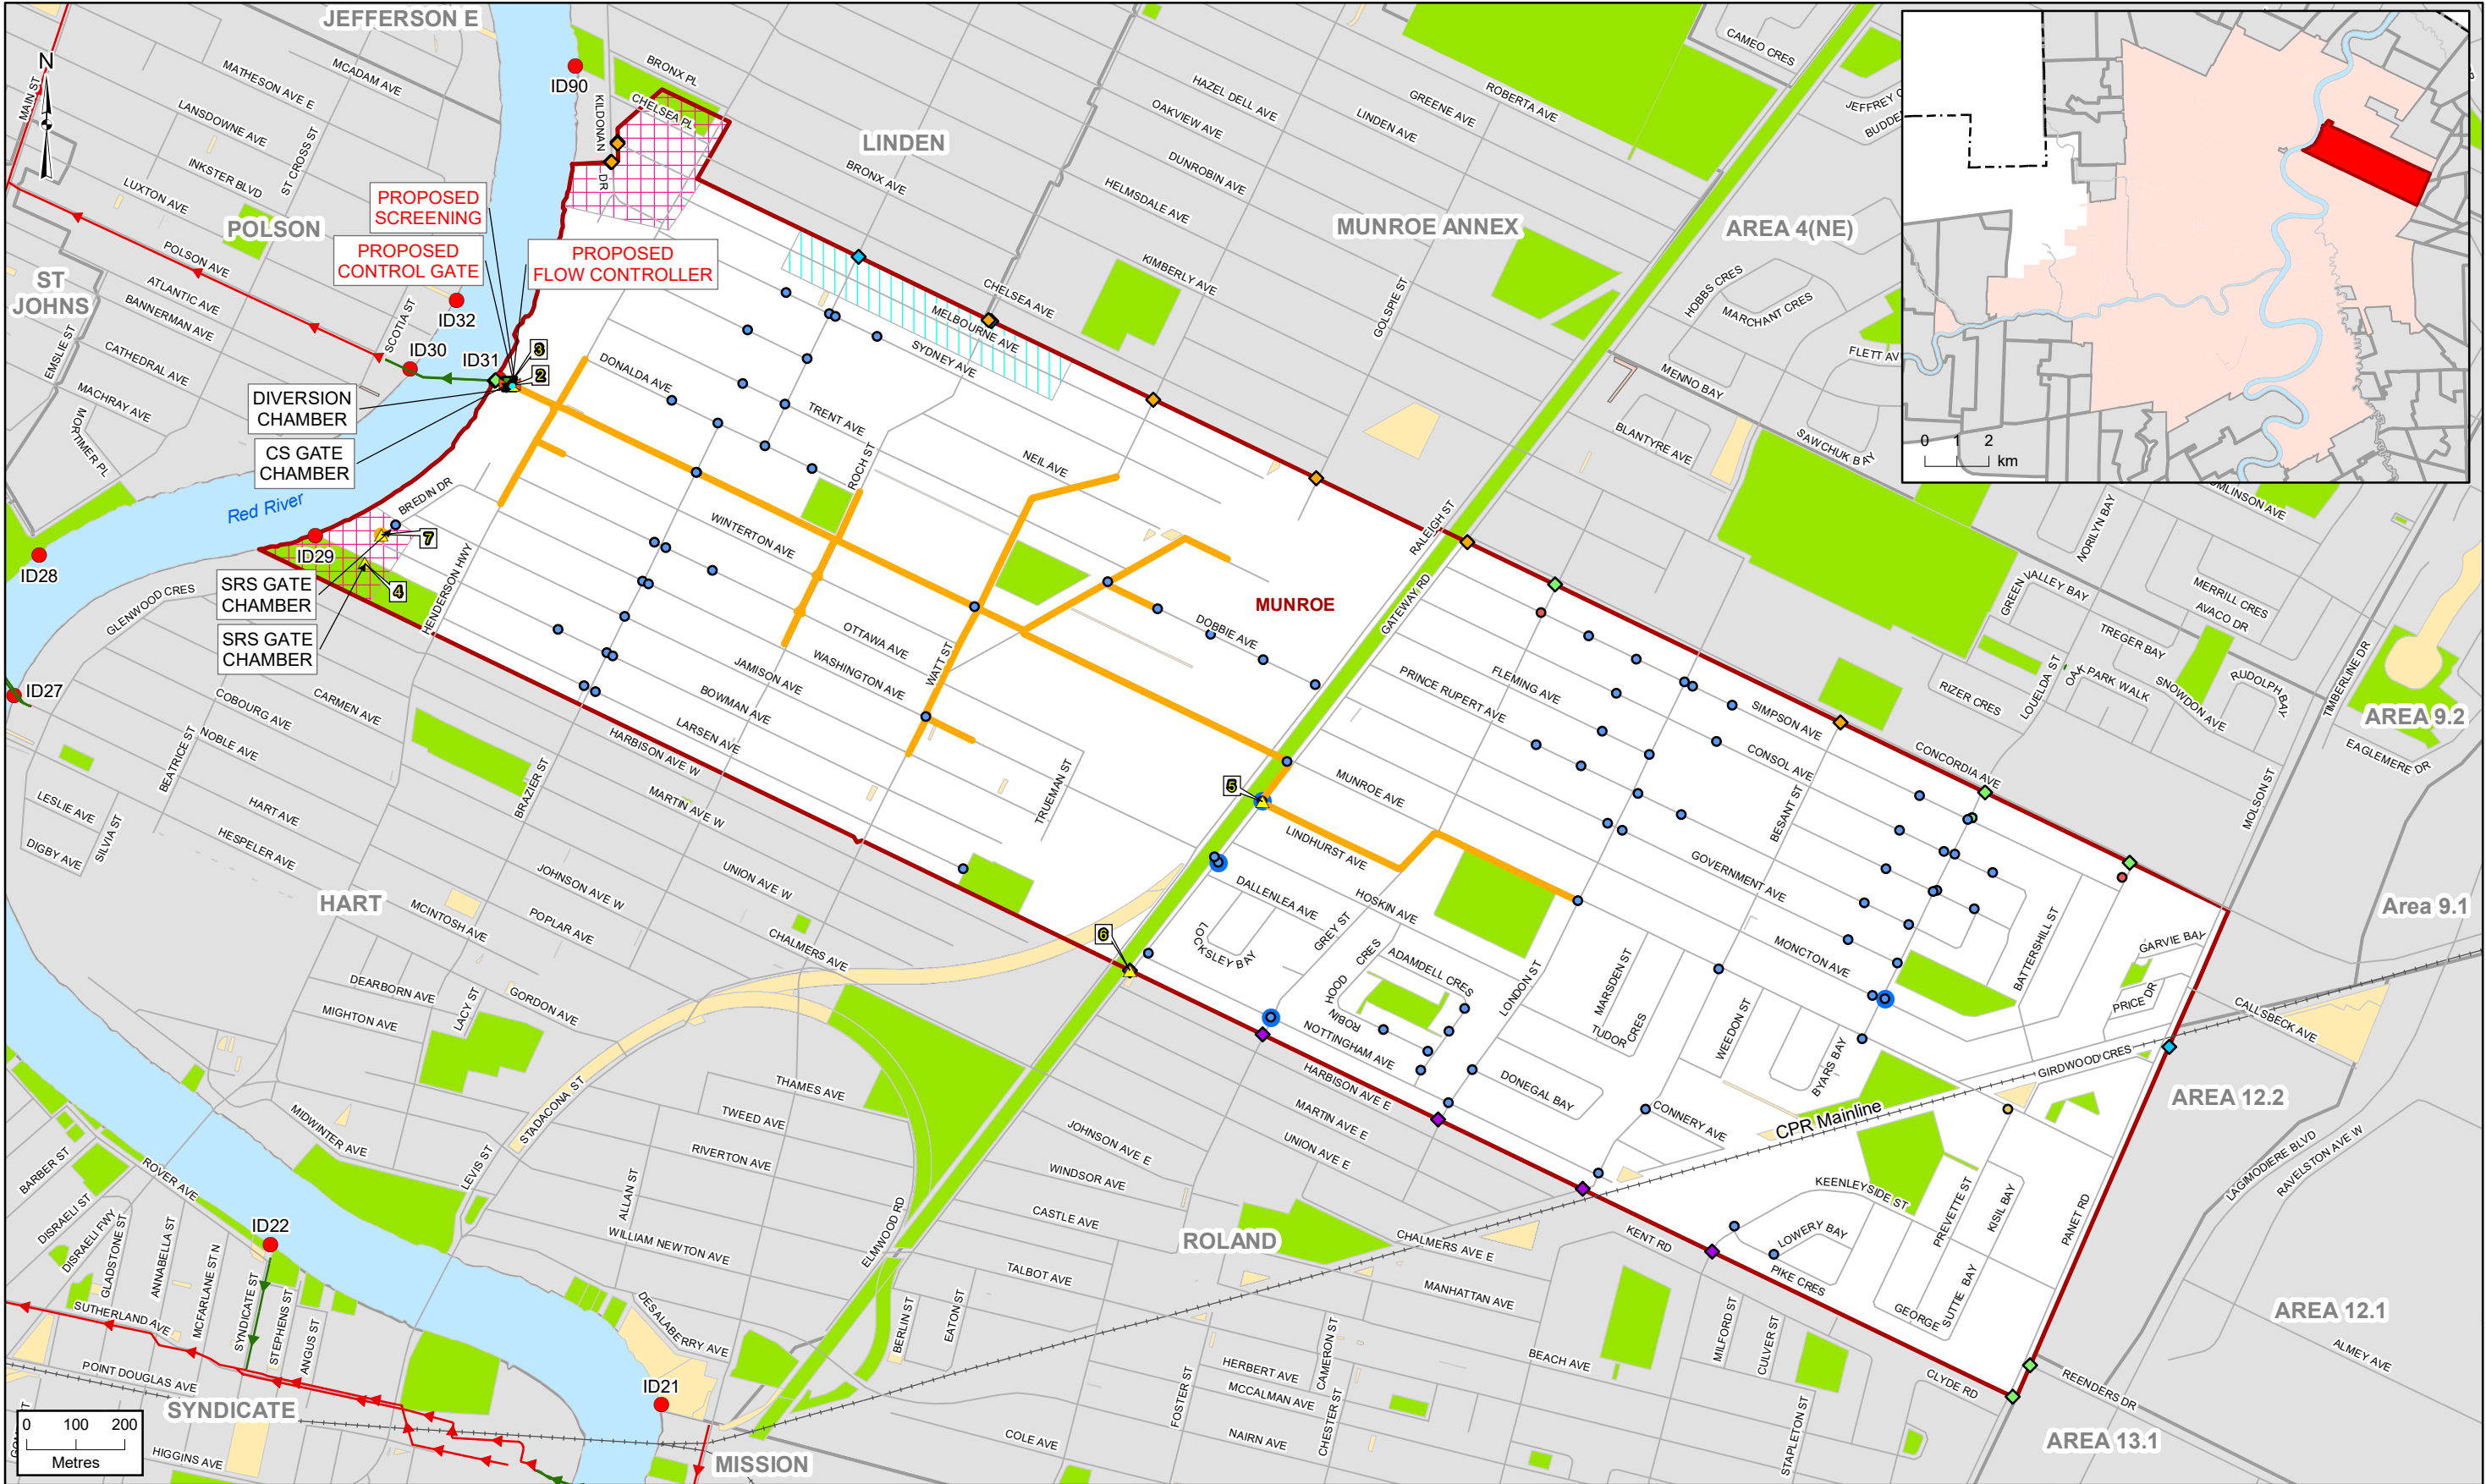 JEFFERSON E
N
MAIN ST
MATHESON AVE E
MCADAM AVE
LANSDOWNE AVE
INKSTER BLVD
ST CROSS ST
LUXTON AVE
POLSON
POLSON AVE
ATLANTIC AVE
BANNERMAN AVE
CATHEDRAL AVE
MACHRAY AVE
MORTIMER PL
EMSLIE ST
SCOTIA ST
ST
JOHNS
ID90
ID32
ID30
ID31
ID29
ID28
ID27
ID22
ID21
KILDONAN
DR
BRONX PL
CHELSEA PL
LINDEN
BRONX AVE
PROPOSED
SCREENING
PROPOSED
CONTROL GATE
PROPOSED
FLOW CONTROLLER
DIVERSION
CHAMBER
CS GATE
CHAMBER
SRS GATE
CHAMBER
SRS GATE
CHAMBER
3
2
7
4
5
6
Red River
BREDIN DR
GLENWOOD CRES
HENDERSON HWY
HAZEL DELL AVE
OAKVIEW AVE
GREENE AVE
LINDEN AVE
ROBERTA AVE
DUNROBIN AVE
HELMSDALE AVE
KIMBERLY AVE
CHELSEA AVE
MELBOURNE AVE
SYDNEY AVE
GOLSPIE ST
MUNROE ANNEX
CAMEO CRES
JEFFREY C
BUDDE
AREA 4(NE)
HOBBS CRES
MARCHANT CRES
FLETT AV
MENNO BAY
SAWCHUK BAY
BLANTYRE AVE
0 1 2
km
TOMLINSON AVE
NORILYN BAY
GREEN VALLEY BAY
MERRILL CRES
AVACO DR
TREGER BAY
OAK PARK WALK
SNOWDON AVE
RUDOLPH BAY
RIZER CRES
LOUELDA ST
TIMBERLINE DR
AREA 9.2
EAGLEMERE DR
MOLSON ST
Area 9.1
DONALDA AVE
TRENT AVE
ROCH ST
NEIL AVE
WINTERTON AVE
OTTAWA AVE
WASHINGTON AVE
JAMISON AVE
BOWMAN AVE
LARSEN AVE
WATT ST
DOBBIE AVE
MUNROE
RALEIGH ST
GATEWAY RD
HARBISON AVE W
TRUEMAN ST
PRINCE RUPERT AVE
FLEMING AVE
SIMPSON AVE
CONSOL AVE
CONCORDIA AVE
BESANT ST
MUNROE AVE
LINDHURST AVE
GOVERNMENT AVE
HOSKIN AVE
DALLENLEA AVE
LOCKSLEY BAY
GREY ST
ROBIN
HOOD
CRES
ADAMDELL CRES
NOTTINGHAM AVE
HARBISON AVE E
LONDON ST
MARSDEN ST
TUDOR CRES
WEEDON ST
BYARS BAY
MONCTON AVE
BATTERSHILL ST
GARVIE BAY
PRICE DR
CALLSBECK AVE
GIRDWOOD CRES
CPR Mainline
DONEGAL BAY
CONNERY AVE
KEENLEYSIDE ST
LOWERY BAY
PIKE CRES
PREVETTE ST
KISIL BAY
SUTTIE BAY
GEORGE
PANET RD
AREA 12.2
LAGIMODIERE BLVD
RAVELSTON AVE W
AREA 12.1
ALMEY AVE
REENDERS DR
CLYDE RD
AREA 13.1
CARMEN AVE
COBOURG AVE
NOBLE AVE
BEATRICE ST
HART AVE
HESPELER AVE
LESLIE AVE
SILVIA ST
DIGBY AVE
BRAZIER ST
MARTIN AVE W
UNION AVE W
JOHNSON AVE W
POPLAR AVE
MCINTOSH AVE
CHALMERS AVE
HART
DEARBORN AVE
MIGHTON AVE
LACY ST
GORDON AVE
STADACONA ST
MIDWINTER AVE
LEVIS ST
THAMES AVE
TWEED AVE
RIVERTON AVE
ALLAN ST
WILLIAM NEWTON AVE
ELMWOOD RD
BERLIN ST
EATON ST
DESALABERRY AVE
MARTIN AVE E
UNION AVE E
JOHNSON AVE E
WINDSOR AVE
CASTLE AVE
TALBOT AVE
ROLAND
CHALMERS AVE E
MANHATTAN AVE
KENT RD
BEACH AVE
MILFORD ST
CULVER ST
STAPLETON ST
HERBERT AVE
MCCALMAN AVE
NAIRN AVE
CAMERON ST
CHESTER ST
FOSTER ST
COLE AVE
MISSION
BARBER ST
ROVER AVE
DISRAELI ST
DISRAELI FWY
GLADSTONE ST
ANNABELLA ST
MCFARLANE ST N
SYNDICATE ST
STEPHENS ST
ANGUS ST
SUTHERLAND AVE
POINT DOUGLAS AVE
SYNDICATE
HIGGINS AVE
0 100 200
Metres